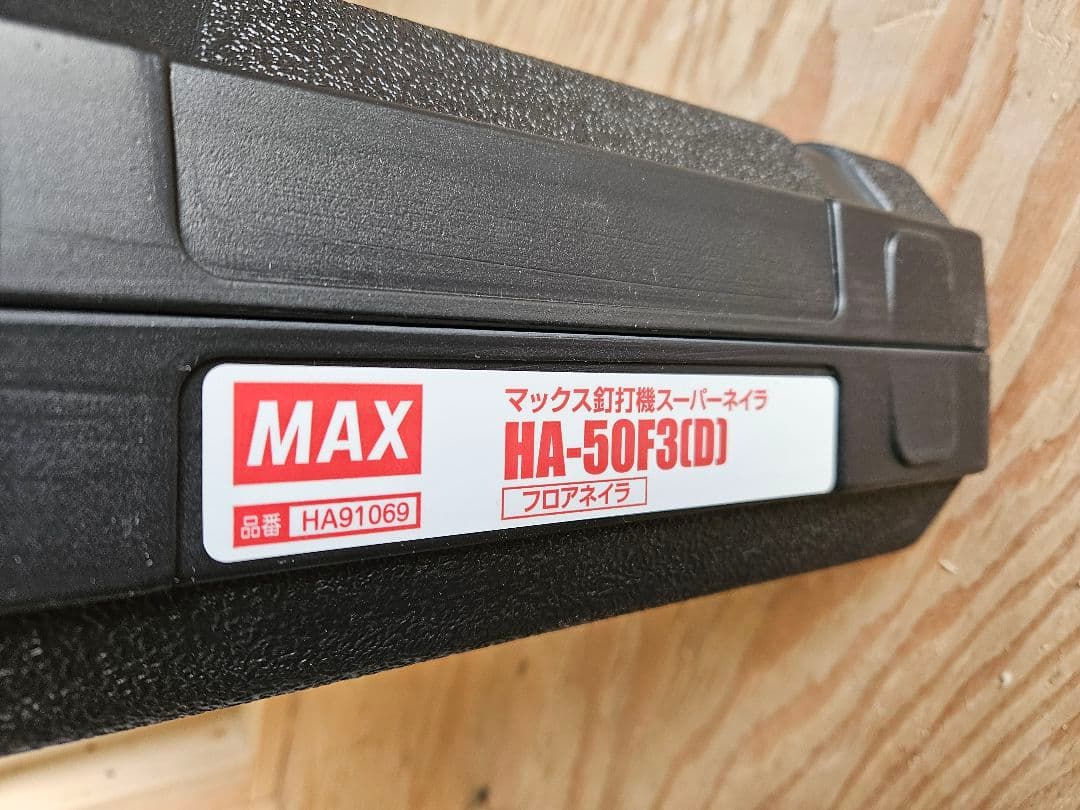 MAX
品番 HA91069
マックス釘打機スーパーネイラ
HA-50F3(D)
フロアネイラ